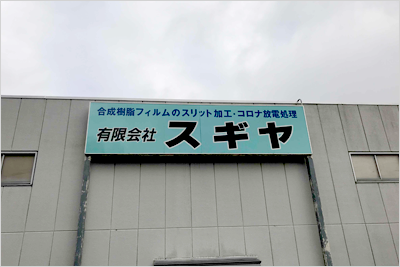 合成樹脂フィルムのスリット加工・コロナ放電処理
有限会社 スギヤ